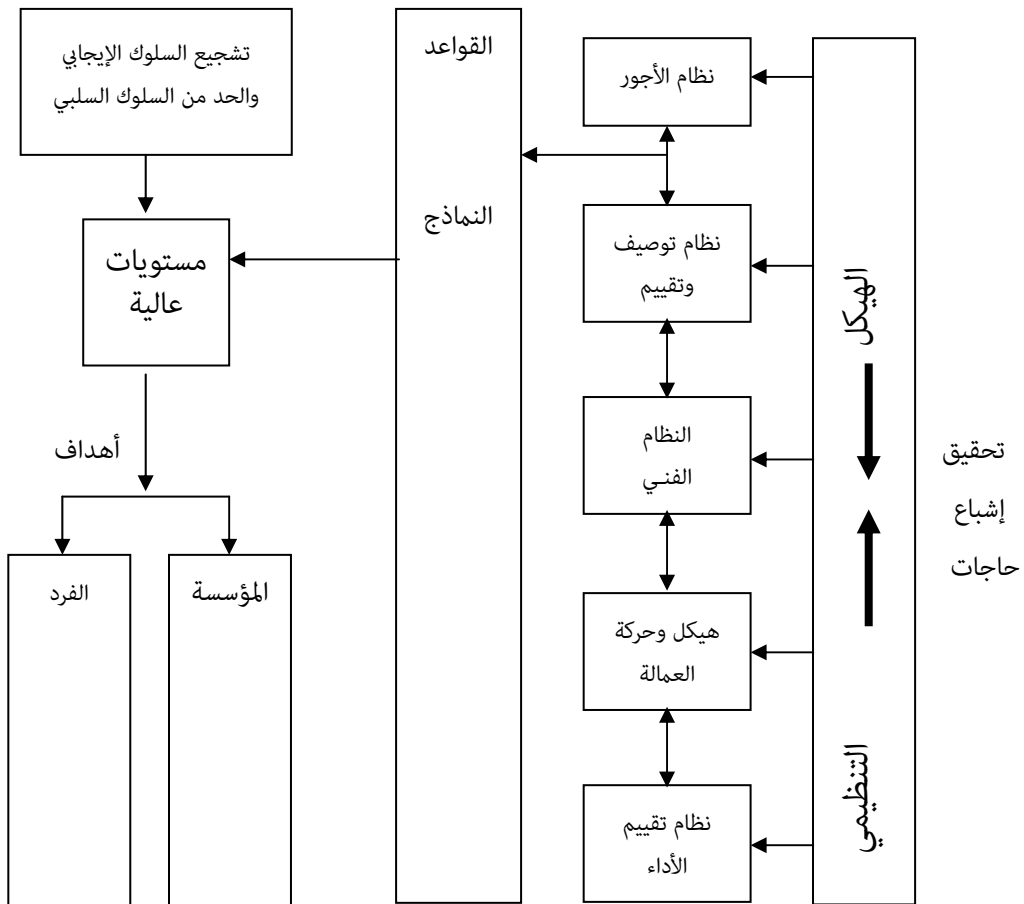 تشجيع السلوك الإيجابي
والحد من السلوك السلبي
مستويات
عالية
أهداف
الفرد
المؤسسة
القواعد
النماذج
نظام الأجور
نظام توصيف
وتقييم
النظام
الفني
هيكل وحركة
العمالة
نظام تقييم
الأداء
الهيكل
التنظيمي
تحقيق
إشباع
حاجات